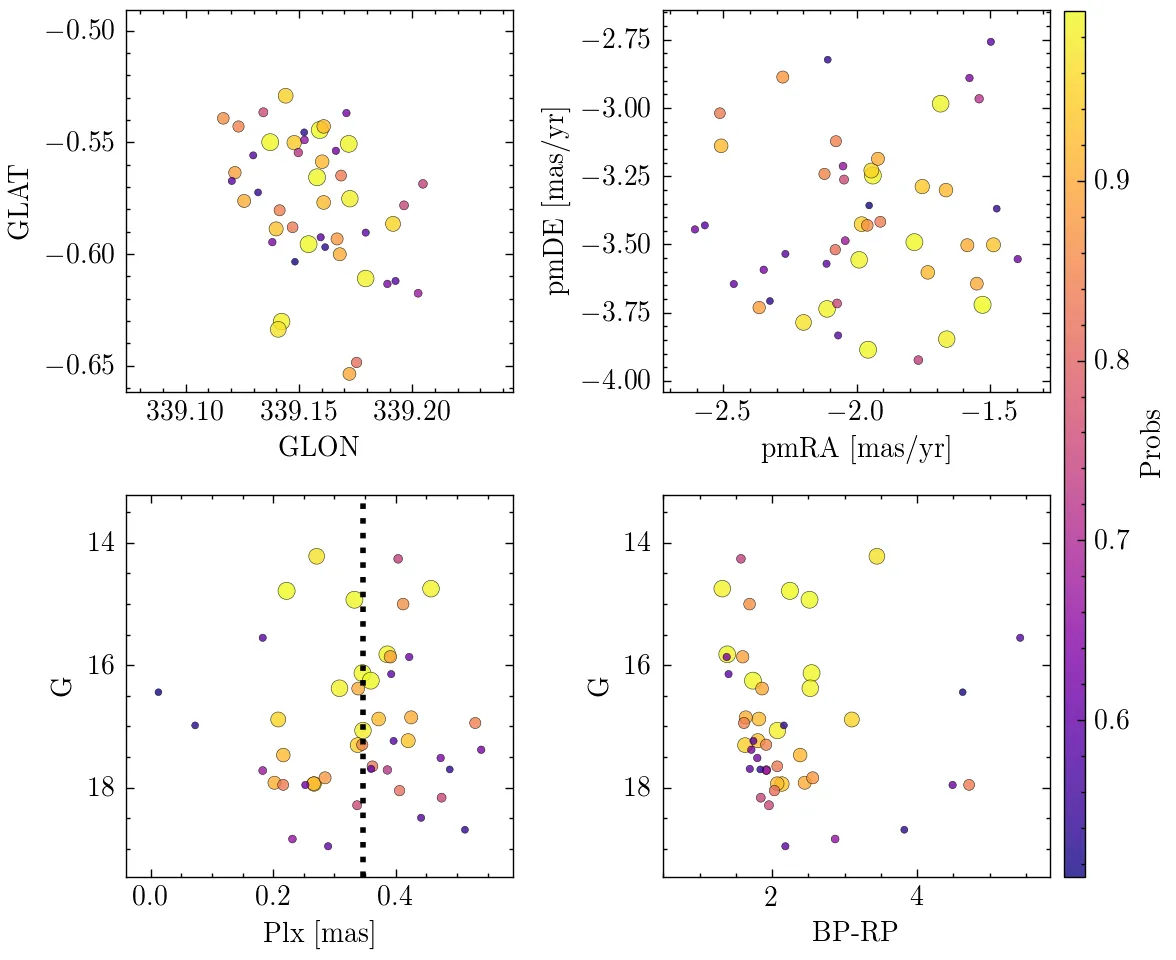 −0.50
−0.55
−0.60
−0.65
GLAT
339.10 339.15 339.20
GLON
−2.75
−3.00
−3.25
−3.50
−3.75
−4.00
pmDE [mas/yr]
−2.5 −2.0 −1.5
pmRA [mas/yr]
0.9
0.8
0.7
0.6
Probs
14
16
18
G
0.0 0.2 0.4
Plx [mas]
14
16
18
G
2 4
BP-RP